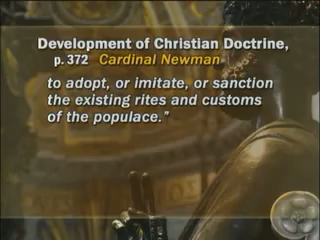 Development of Christian Doctrine,
p. 372 Cardinal Newman
to adopt, or imitate, or sanction
the existing rites and customs
of the populace."